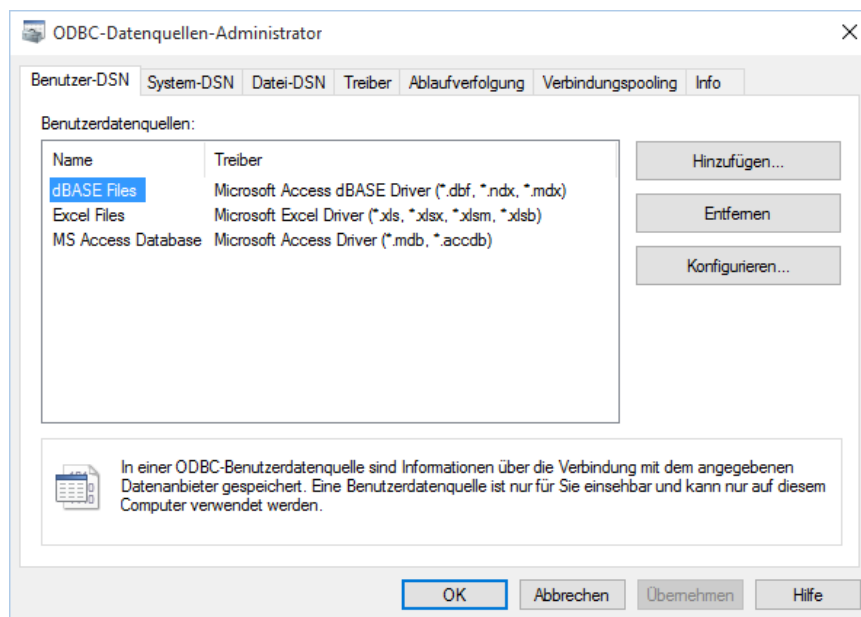 ODBC-Datenquellen-Administrator
Benutzer-DSN System-DSN Datei-DSN Treiber Ablaufverfolgung Verbindungspooling Info
Benutzerdatenquellen:
Name Treiber
dBASE Files Microsoft Access dBASE Driver (*.dbf, *.ndx, *.mdx)
Excel Files Microsoft Excel Driver (*.xls, *.xlsx, *.xlsm, *.xlsb)
MS Access Database Microsoft Access Driver (*.mdb, *.accdb)
Hinzufügen...
Entfernen
Konfigurieren...
In einer ODBC-Benutzerdatenquelle sind Informationen über die Verbindung mit dem angegebenen
Datenanbieter gespeichert. Eine Benutzerdatenquelle ist nur für Sie einsehbar und kann nur auf diesem
Computer verwendet werden.
OK Abbrechen Übernehmen Hilfe